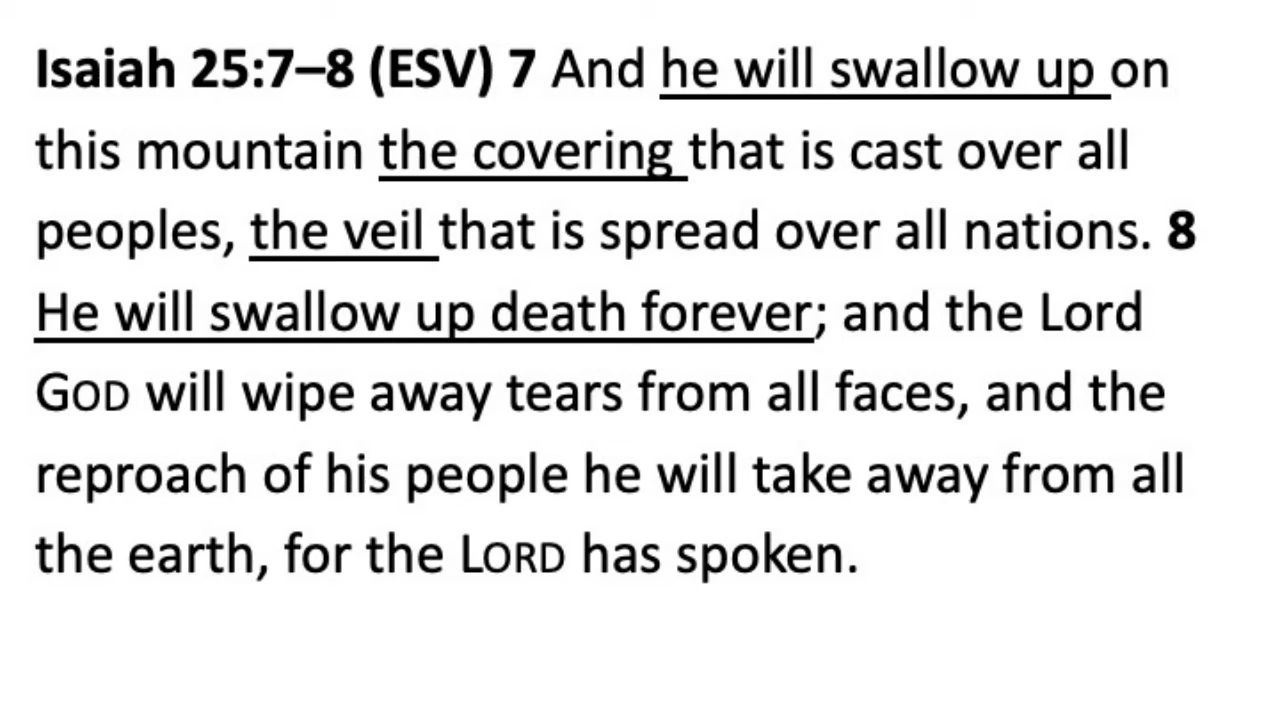 Isaiah 25:7–8 (ESV) 7 And he will swallow up on
this mountain the covering that is cast over all
peoples, the veil that is spread over all nations. 8
He will swallow up death forever; and the Lord
GOD will wipe away tears from all faces, and the
reproach of his people he will take away from all
the earth, for the LORD has spoken.